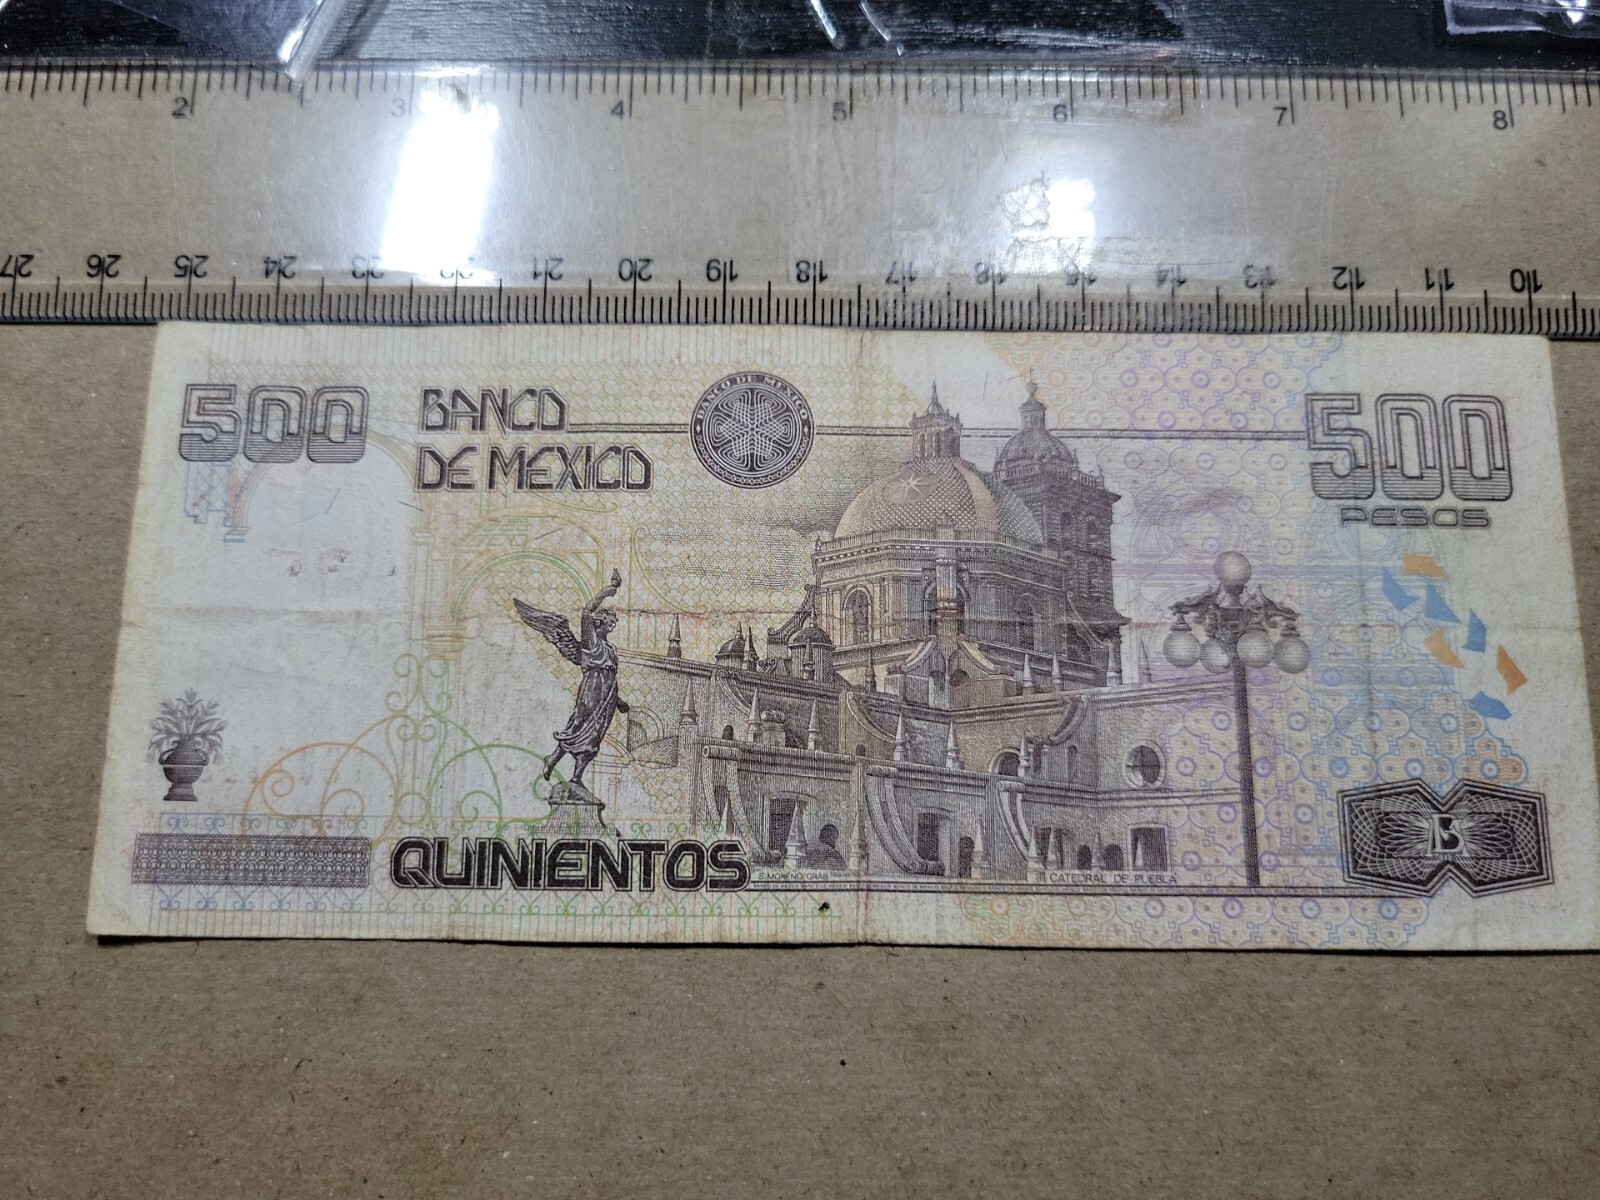 2 3 4 5 6 7 8
27 26 25 24 23 22 21 20 19 18 17 16 15 14 13 12 11 10
500
BANCO
DE MEXICO
BANCO DE MEXICO
500
PESOS
QUINIENTOS
S.MORENO, GRAB.
CATEDRAL DE PUEBLA